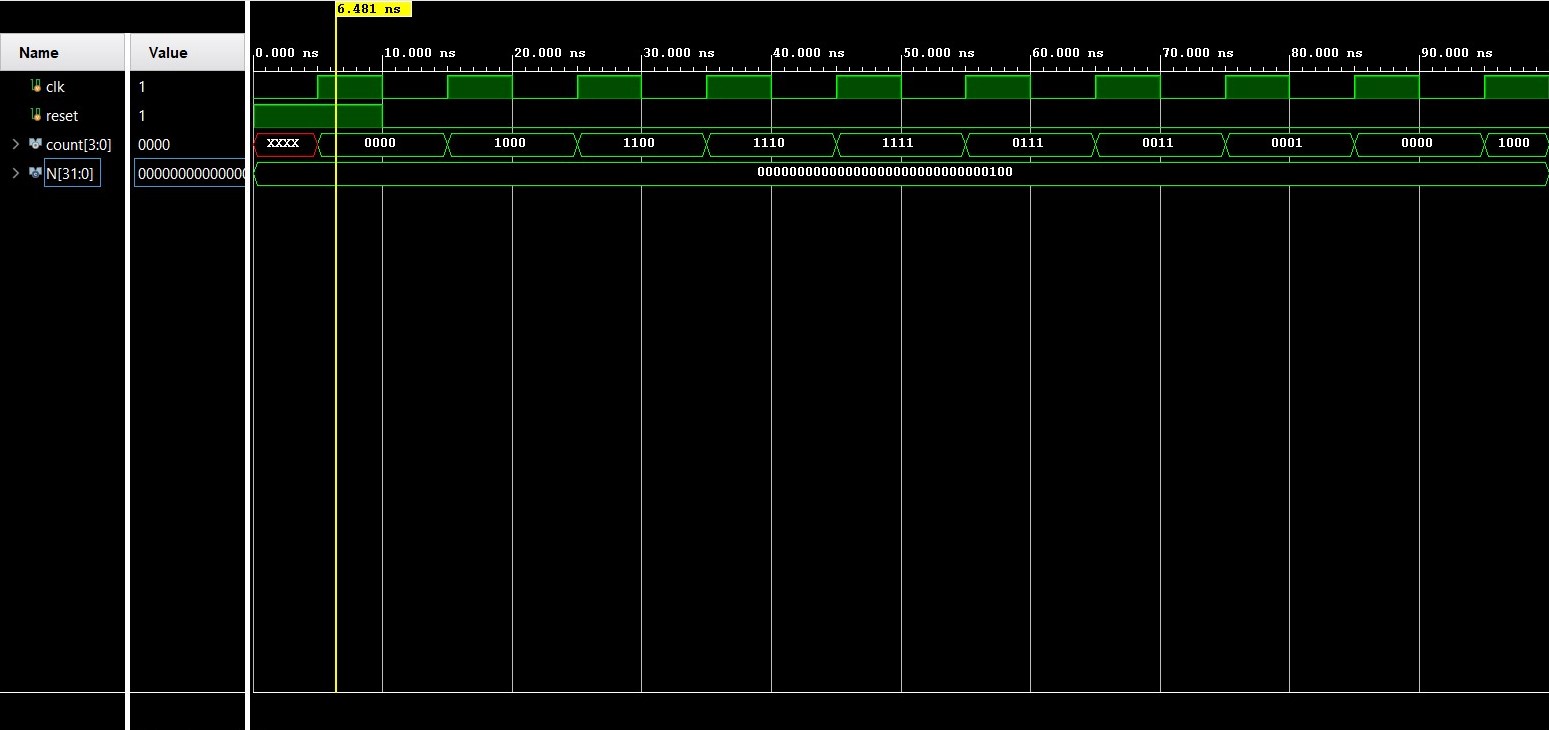 6.481 ns
Name Value
0.000 ns 10.000 ns 20.000 ns 30.000 ns 40.000 ns 50.000 ns 60.000 ns 70.000 ns 80.000 ns 90.000 ns
clk 1
reset 1
count[3:0] 0000 XXXX 0000 1000 1100 1110 1111 0111 0011 0001 0000 1000
N[31:0] 0000000000000 00000000000000000000000000000100